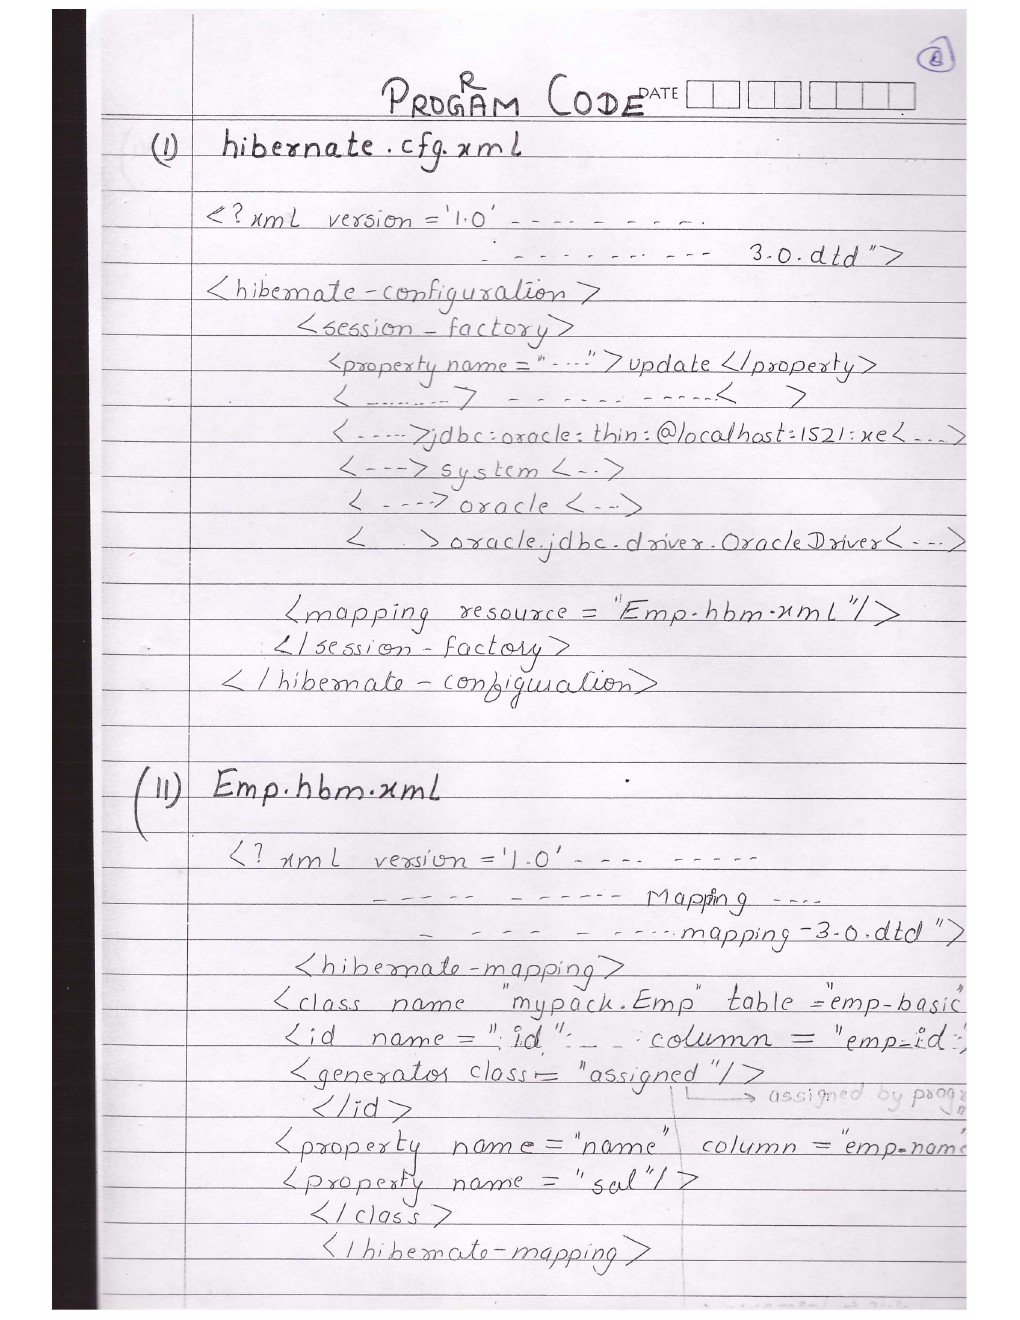 PROGRAM CODE DATE
(I) hibernate.cfg.xml
<?xml version ='1.0' - - - - - - - - -
- - - - - - - - - - 3.0.dtd">
<hibernate-configuration>
<session-factory>
<property name = "----">update </property>
<.........> - - - - - - - - - - -< >
<----->jdbc:oracle:thin:@localhost:1521:xe<---->
<---> system <--->
<----> oracle <--->
< > oracle.jdbc.driver.OracleDriver<---->
<mapping resource = "Emp.hbm.xml"/>
</session-factory>
</hibernate-configuration>
(II) Emp.hbm.xml
<? xml version ='1.0' - - - - - - - - -
- - - - - - - - - - - Mapping ----
- - - - - - - - - - mapping-3.0.dtd">
<hibernate-mapping>
<class name "mypack.Emp" table ="emp-basic"
<id name = "id" - - - column = "emp-id"
<generator class = "assigned"/>
assigned by
</id>
<property name = "name" column = "emp-name
<property name = "sal"/>
</class>
</hibernate-mapping>